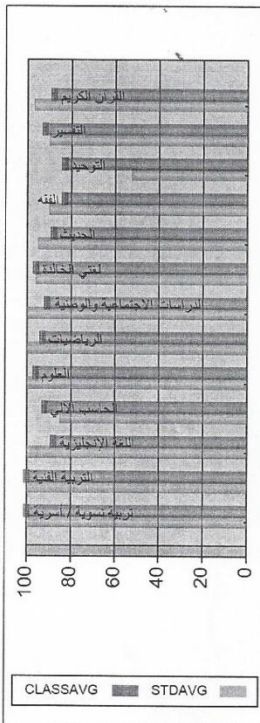 القرآن الكريم
التفسير
التوحيد
الفقه
الحديث
لغتي الخالدة
الدراسات الاجتماعية والوطنية
الرياضيات
العلوم
الحاسب الآلي
اللغة الإنجليزية
التربية الفنية
تربية نسوية / أسرية
100 80 60 40 20 0
CLASSAVG STDAVG